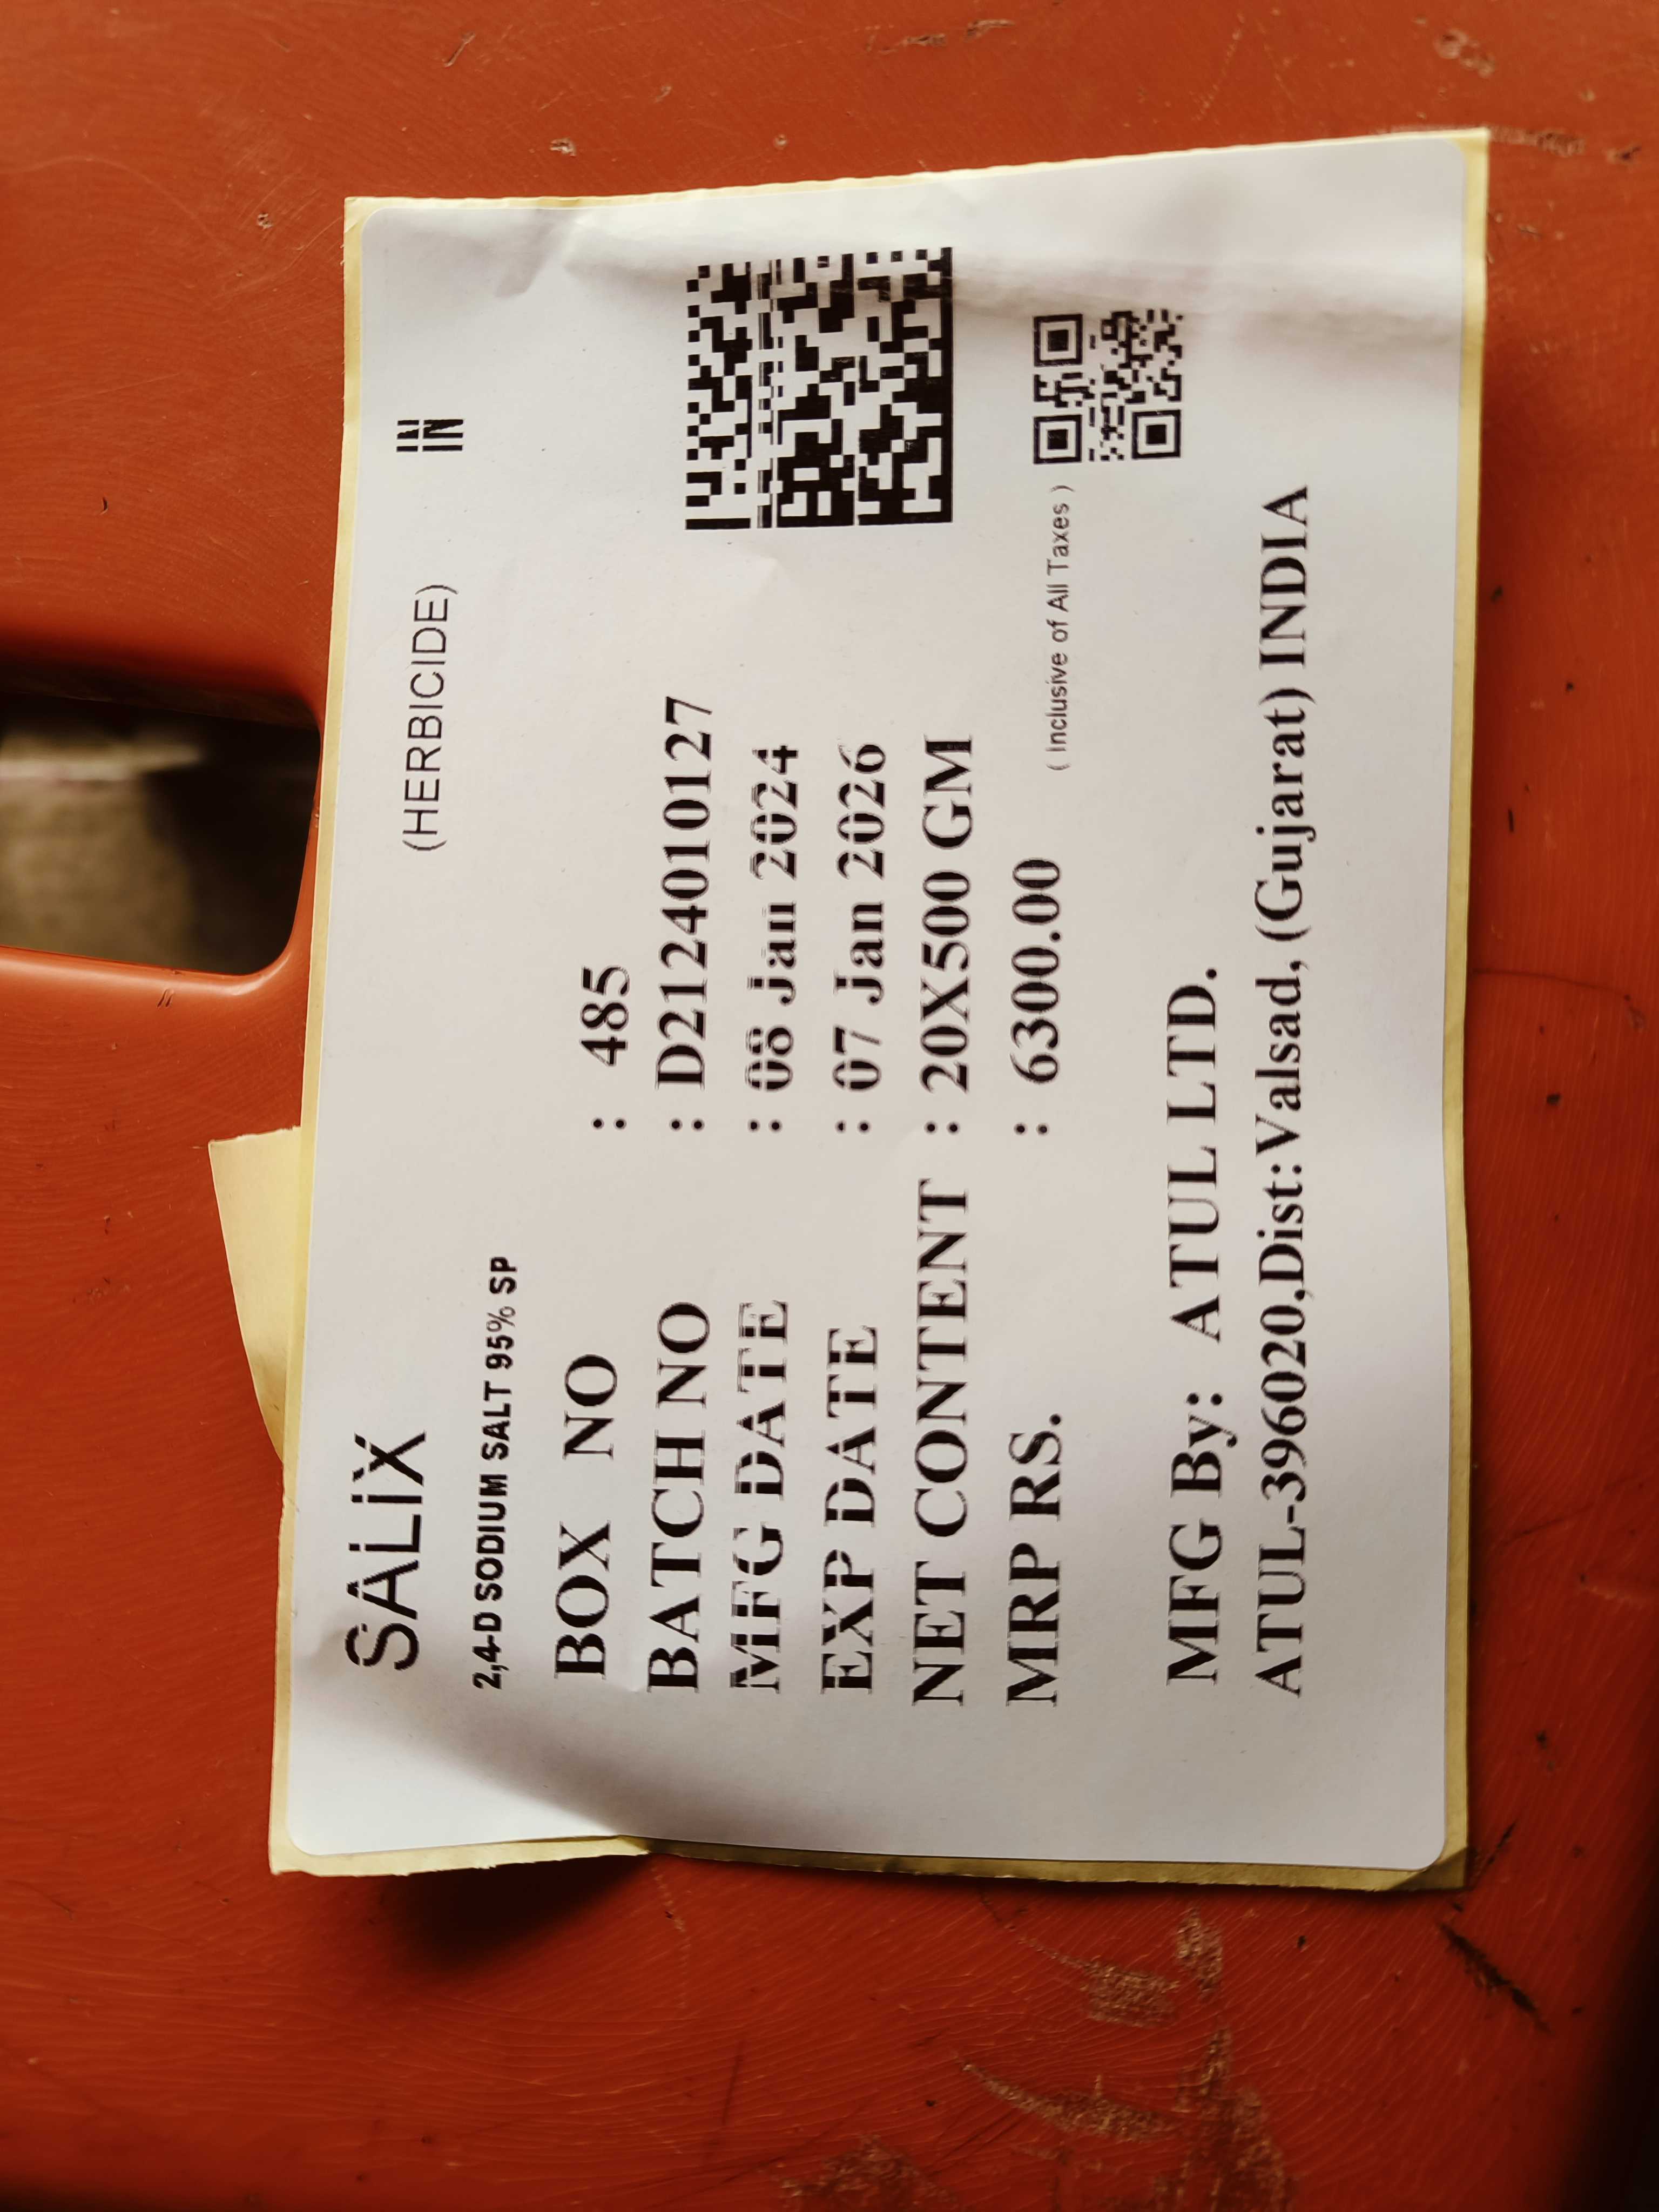 SALIX (HERBICIDE) IN
2,4-D SODIUM SALT 95% SP
BOX NO : 485
BATCH NO : D2124010127
MFG DATE : 08 Jan 2024
EXP DATE : 07 Jan 2026
NET CONTENT : 20X500 GM
MRP RS. : 6300.00 ( Inclusive of All Taxes )
MFG By: ATUL LTD.
ATUL-396020,Dist:Valsad, (Gujarat) INDIA